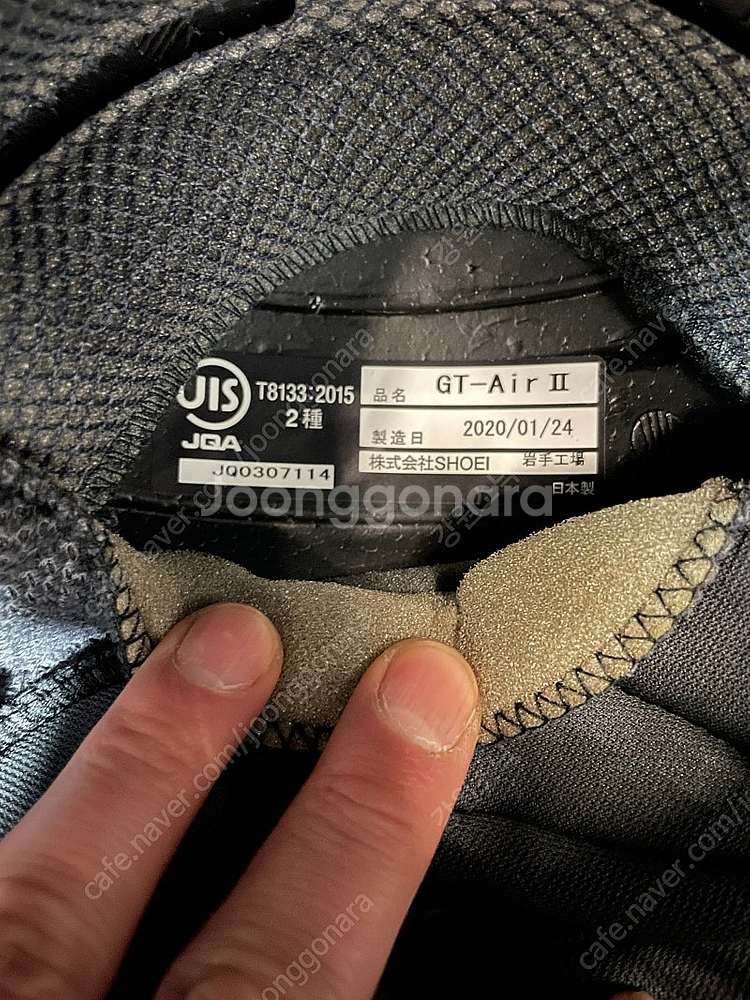 JIS
T8133:2015
2種
JQA
JQ0307114
品名 GT-Air II
製造日 2020/01/24
株式会社SHOEI 岩手工場
日本製
Joonggonara
cafe.naver.com/joonggonara